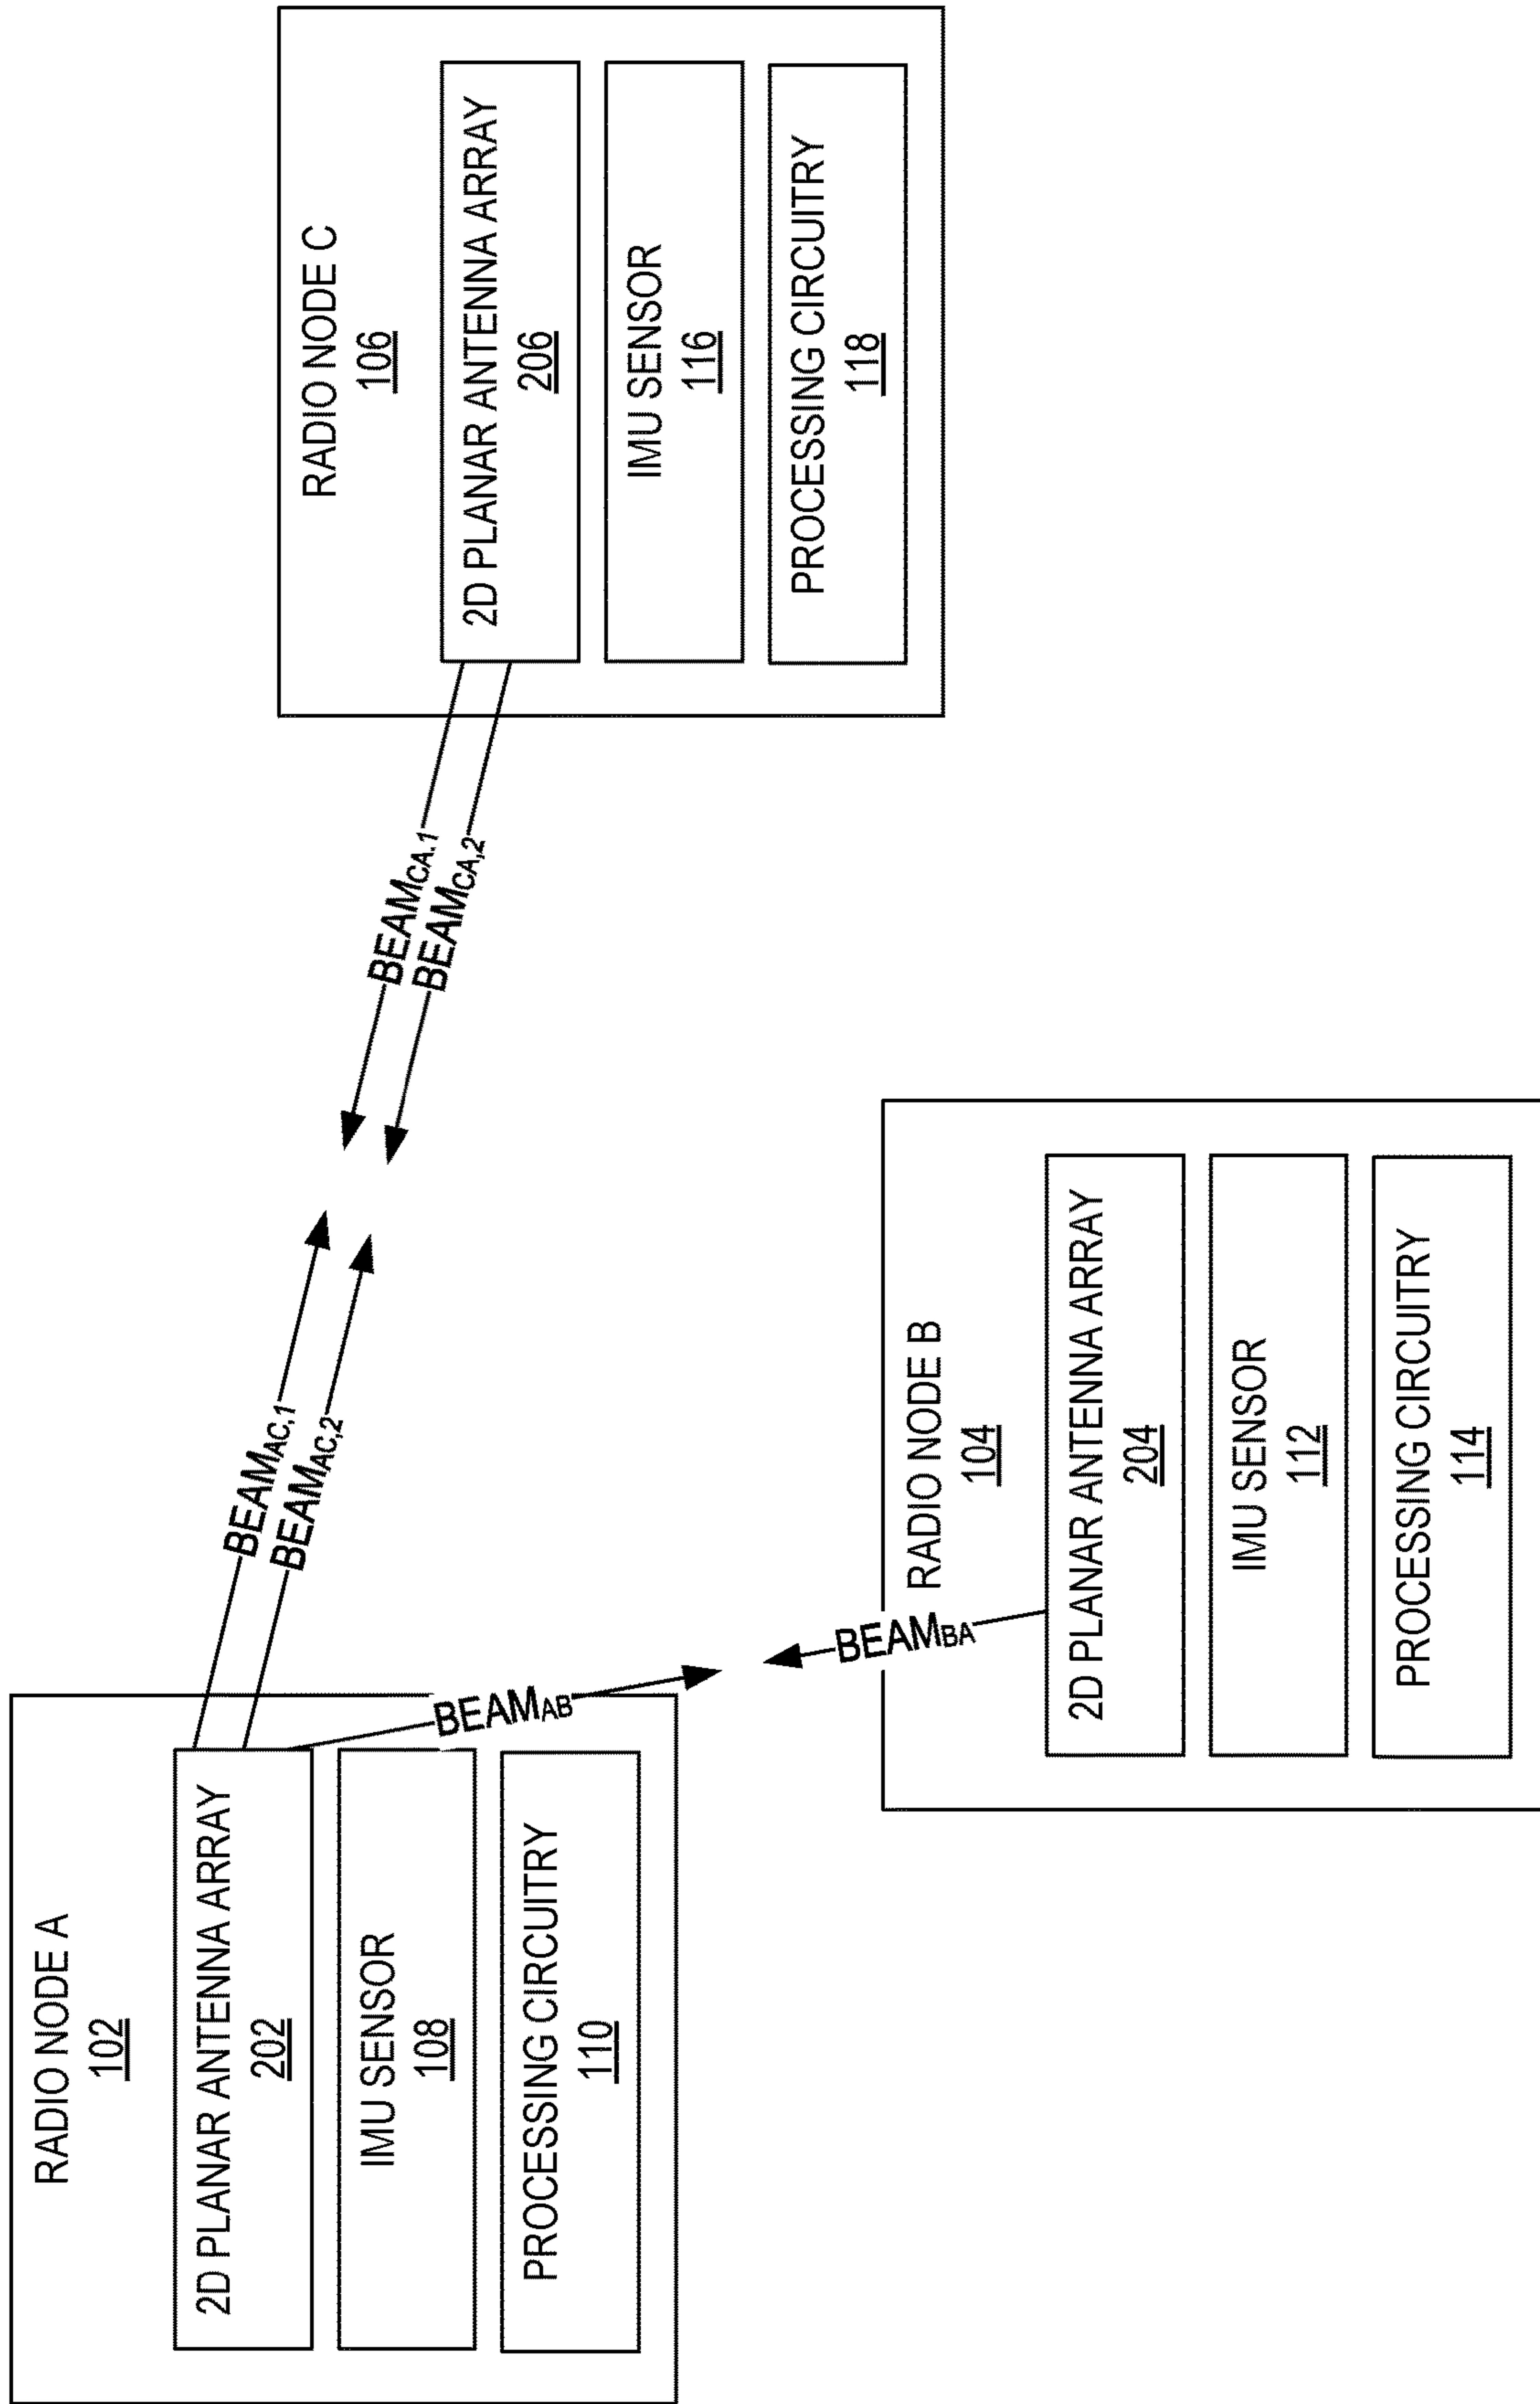 RADIO NODE A
102
2D PLANAR ANTENNA ARRAY
202
IMU SENSOR
108
PROCESSING CIRCUITRY
110
BEAMAC,1
BEAMAC,2
BEAMAB
BEAMBA
RADIO NODE B
104
2D PLANAR ANTENNA ARRAY
204
IMU SENSOR
112
PROCESSING CIRCUITRY
114
BEAMCA.1
BEAMCA,2
RADIO NODE C
106
2D PLANAR ANTENNA ARRAY
206
IMU SENSOR
116
PROCESSING CIRCUITRY
118